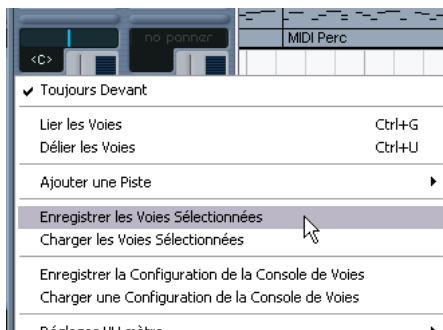 no panner
MIDI Perc
<C>
Toujours Devant
Lier les Voies Ctrl+G
Délier les Voies Ctrl+U
Ajouter une Piste
Enregistrer les Voies Sélectionnées
Charger les Voies Sélectionnées
Enregistrer la Configuration de la Console de Voies
Charger une Configuration de la Console de Voies